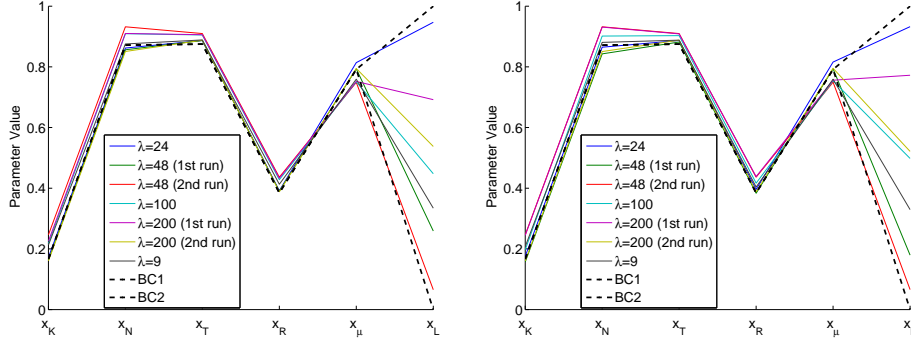 Parameter Value
1
0.8
0.6
0.4
0.2
0
λ=24
λ=48 (1st run)
λ=48 (2nd run)
λ=100
λ=200 (1st run)
λ=200 (2nd run)
λ=9
BC1
BC2
x_K x_N x_T x_R x_μ x_L
Parameter Value
1
0.8
0.6
0.4
0.2
0
λ=24
λ=48 (1st run)
λ=48 (2nd run)
λ=100
λ=200 (1st run)
λ=200 (2nd run)
λ=9
BC1
BC2
x_K x_N x_T x_R x_μ x